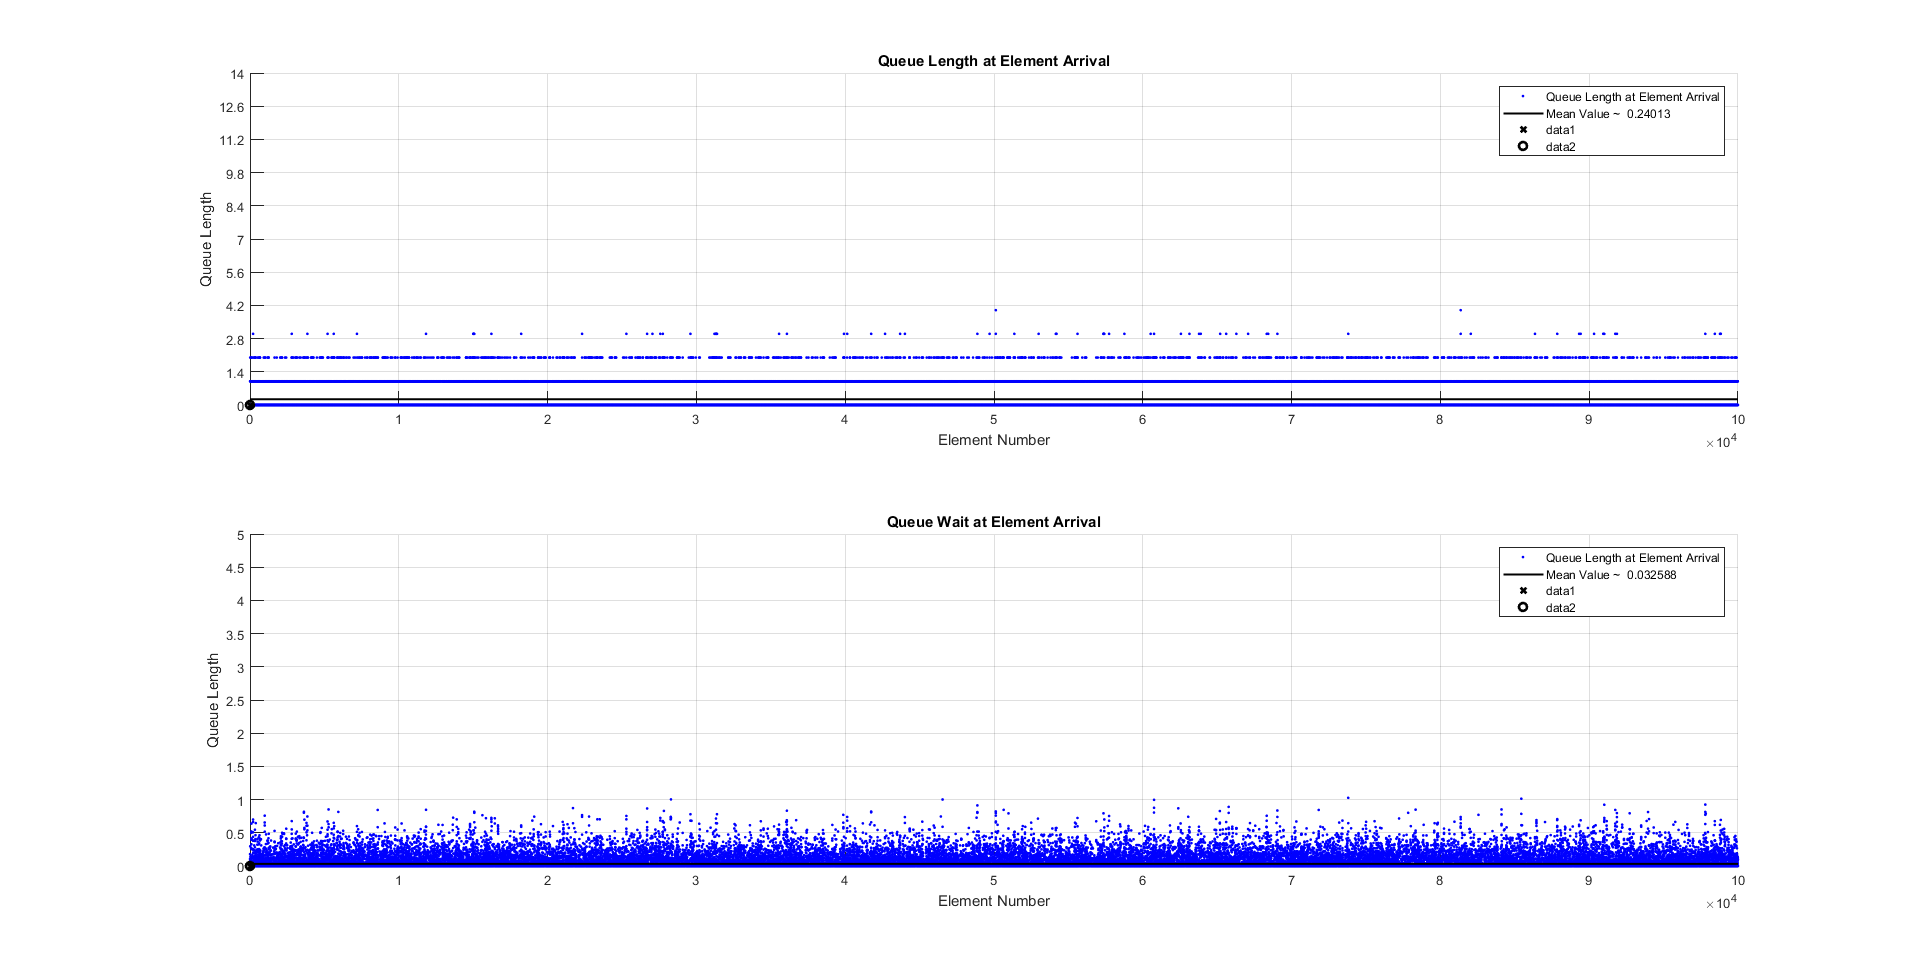 Queue Length at Element Arrival
14
12.6
11.2
9.8
8.4
7
5.6
4.2
2.8
1.4
0
Queue Length
Queue Length at Element Arrival
Mean Value ~ 0.24013
data1
data2
0 1 2 3 4 5 6 7 8 9 10
Element Number
×10^4
Queue Wait at Element Arrival
5
4.5
4
3.5
3
2.5
2
1.5
1
0.5
0
Queue Length
Queue Length at Element Arrival
Mean Value ~ 0.032588
data1
data2
0 1 2 3 4 5 6 7 8 9 10
Element Number
×10^4